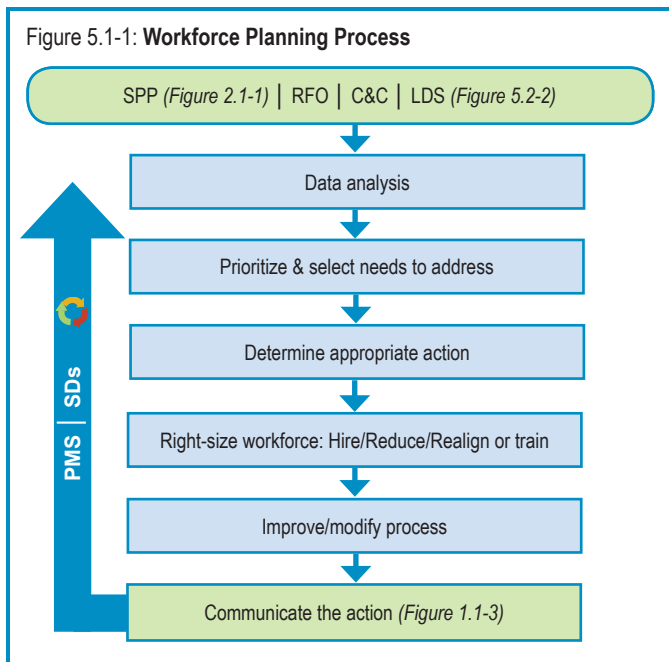 Figure 5.1-1: Workforce Planning Process
SPP (Figure 2.1-1) | RFO | C&C | LDS (Figure 5.2-2)
Data analysis
Prioritize & select needs to address
Determine appropriate action
Right-size workforce: Hire/Reduce/Realign or train
Improve/modify process
Communicate the action (Figure 1.1-3)
PMS | SDs